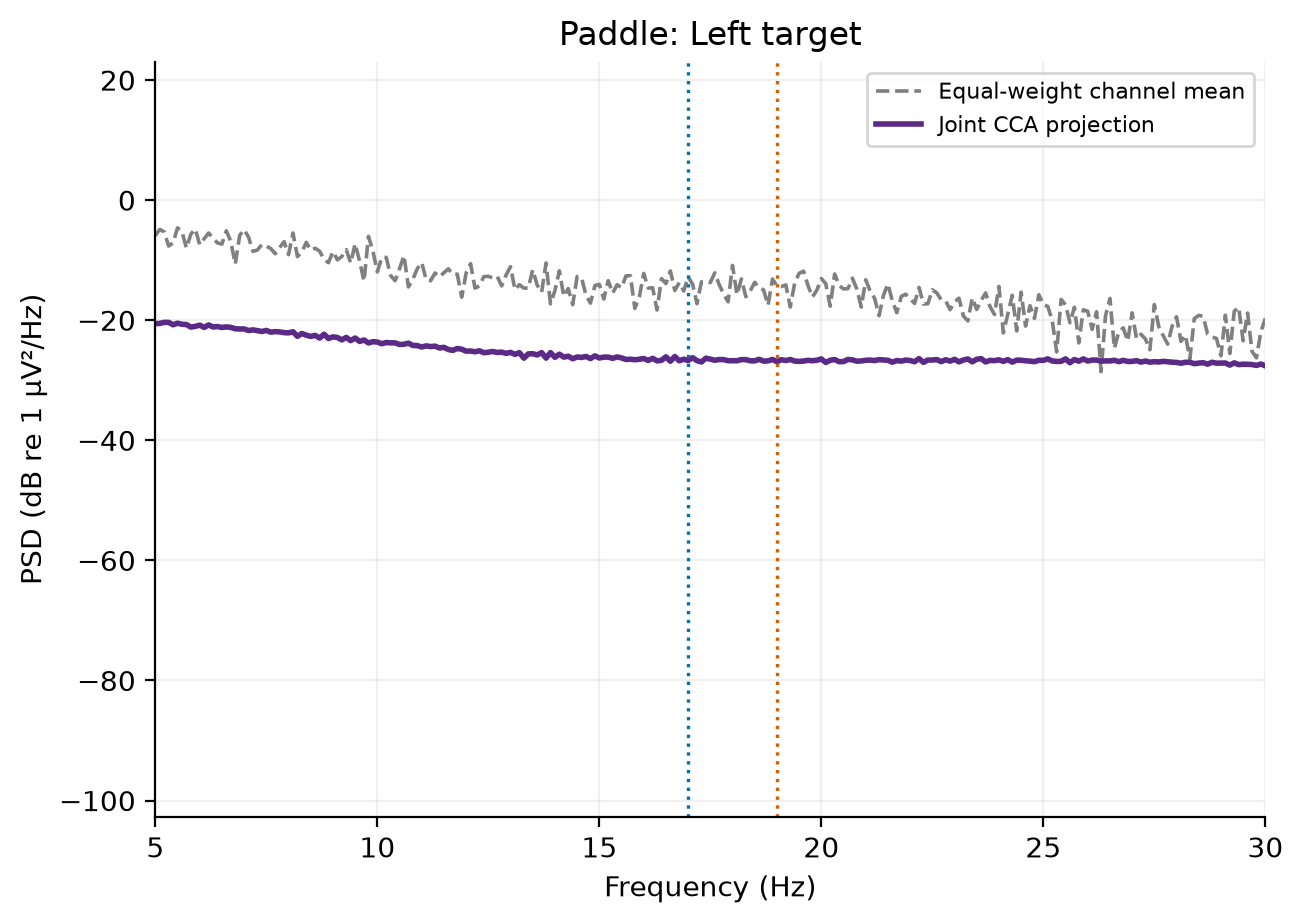 Paddle: Left target
Equal-weight channel mean
Joint CCA projection
PSD (dB re 1 µV²/Hz)
20
0
−20
−40
−60
−80
−100
5 10 15 20 25 30
Frequency (Hz)